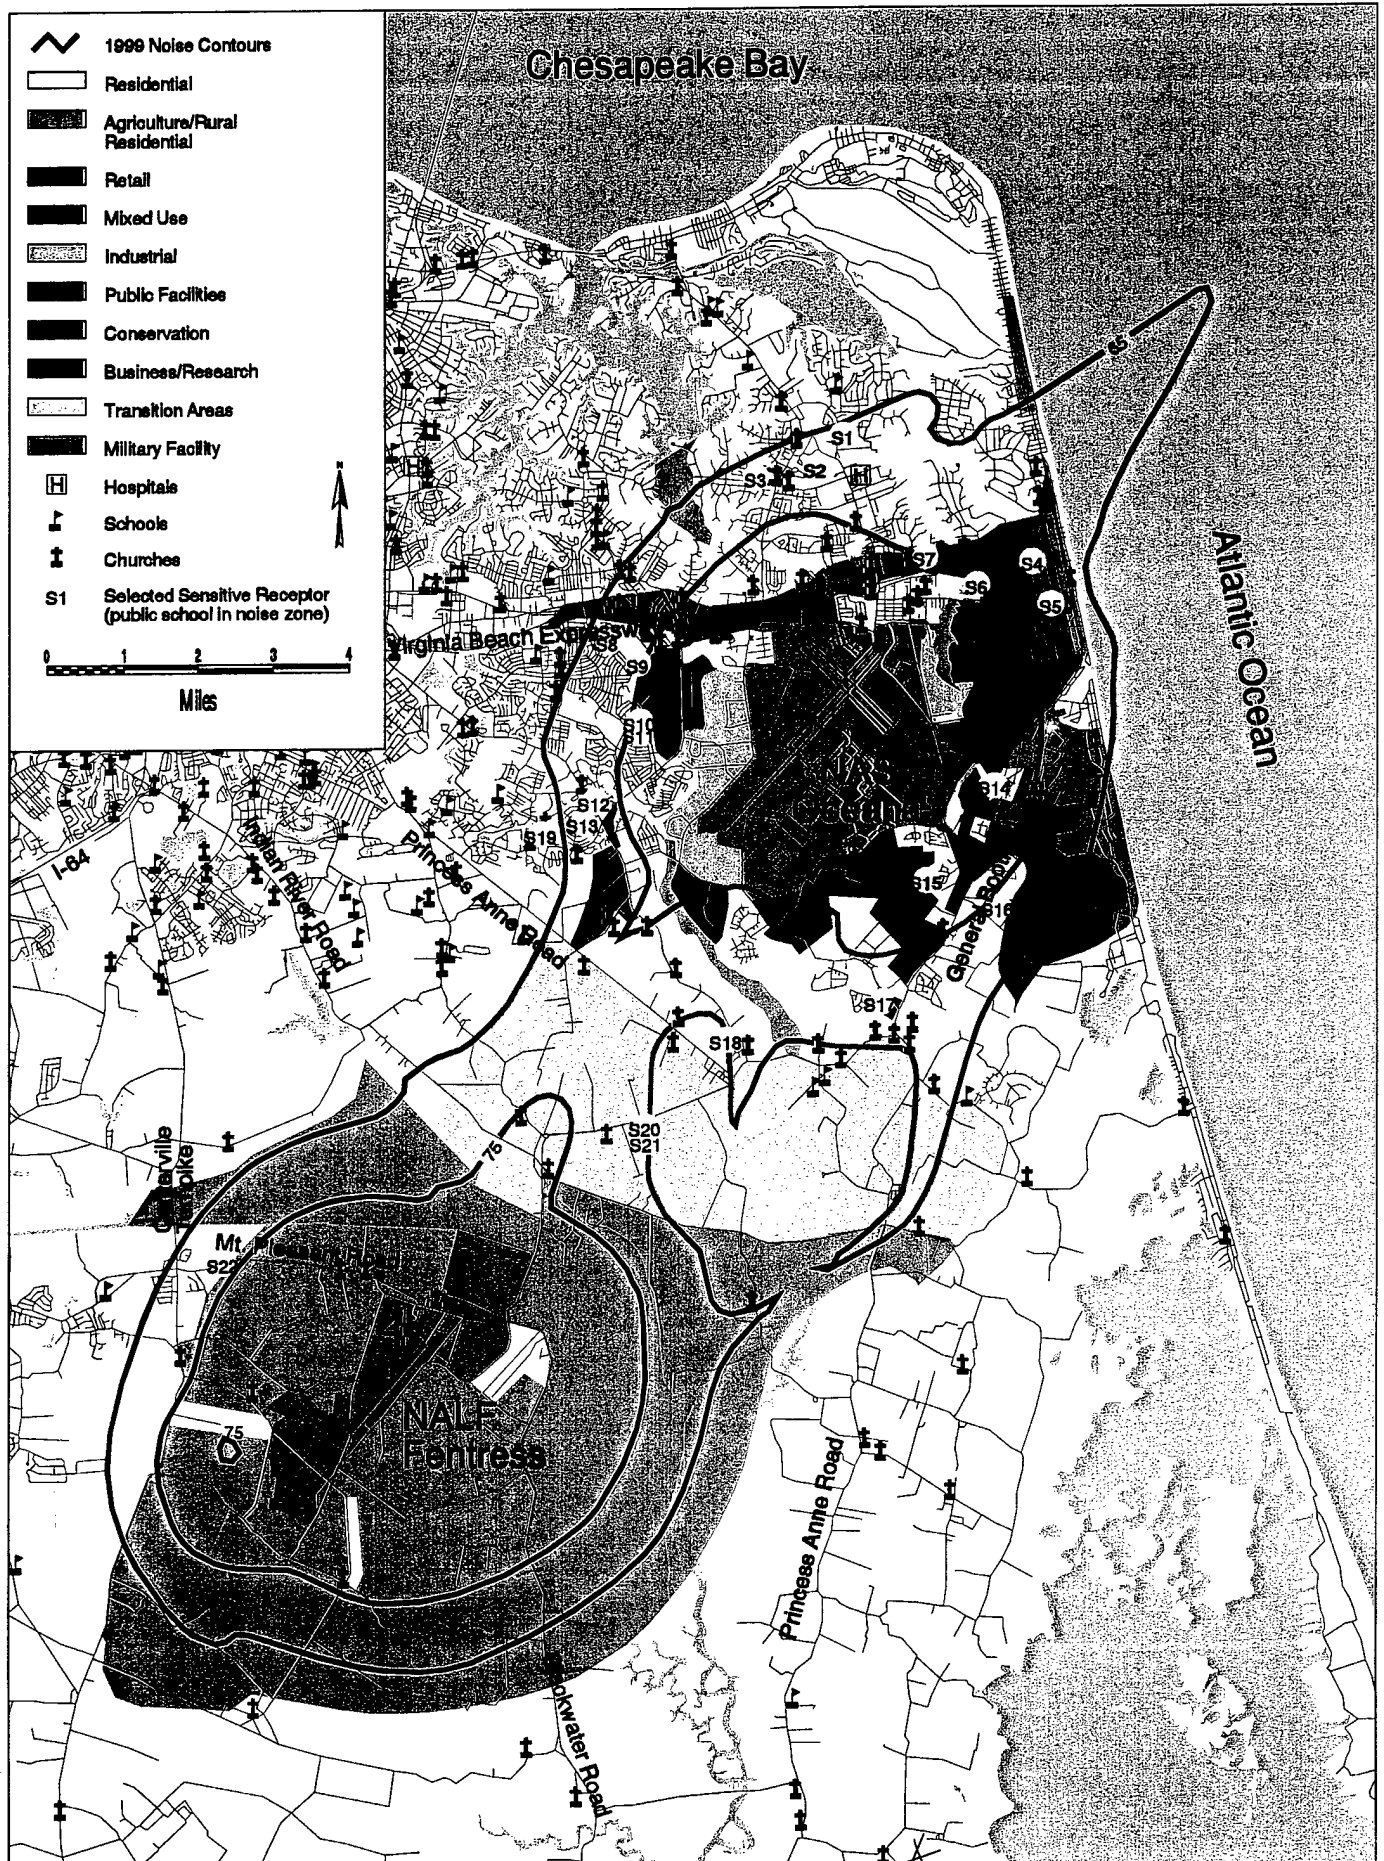 1999 Noise Contours
Residential
Agriculture/Rural
Residential
Retail
Mixed Use
Industrial
Public Facilities
Conservation
Business/Research
Transition Areas
Military Facility
H Hospitals
Schools
Churches
S1 Selected Sensitive Receptor
(public school in noise zone)
N
0 1 2 3 4
Miles
Chesapeake Bay
Atlantic Ocean
65
S1
S2
S3
H
H
S4
S5
S6
S7
Virginia Beach
S8
S9
S10
S12
S13
S19
S14
S15
S16
S17
S18
S20
S21
S22
NAS
Oceana
I-64
Indian River Road
Princess Anne Road
General
75
Mt. Pleasant Road
75
NALF
Fentress
Princess Anne Road
Road